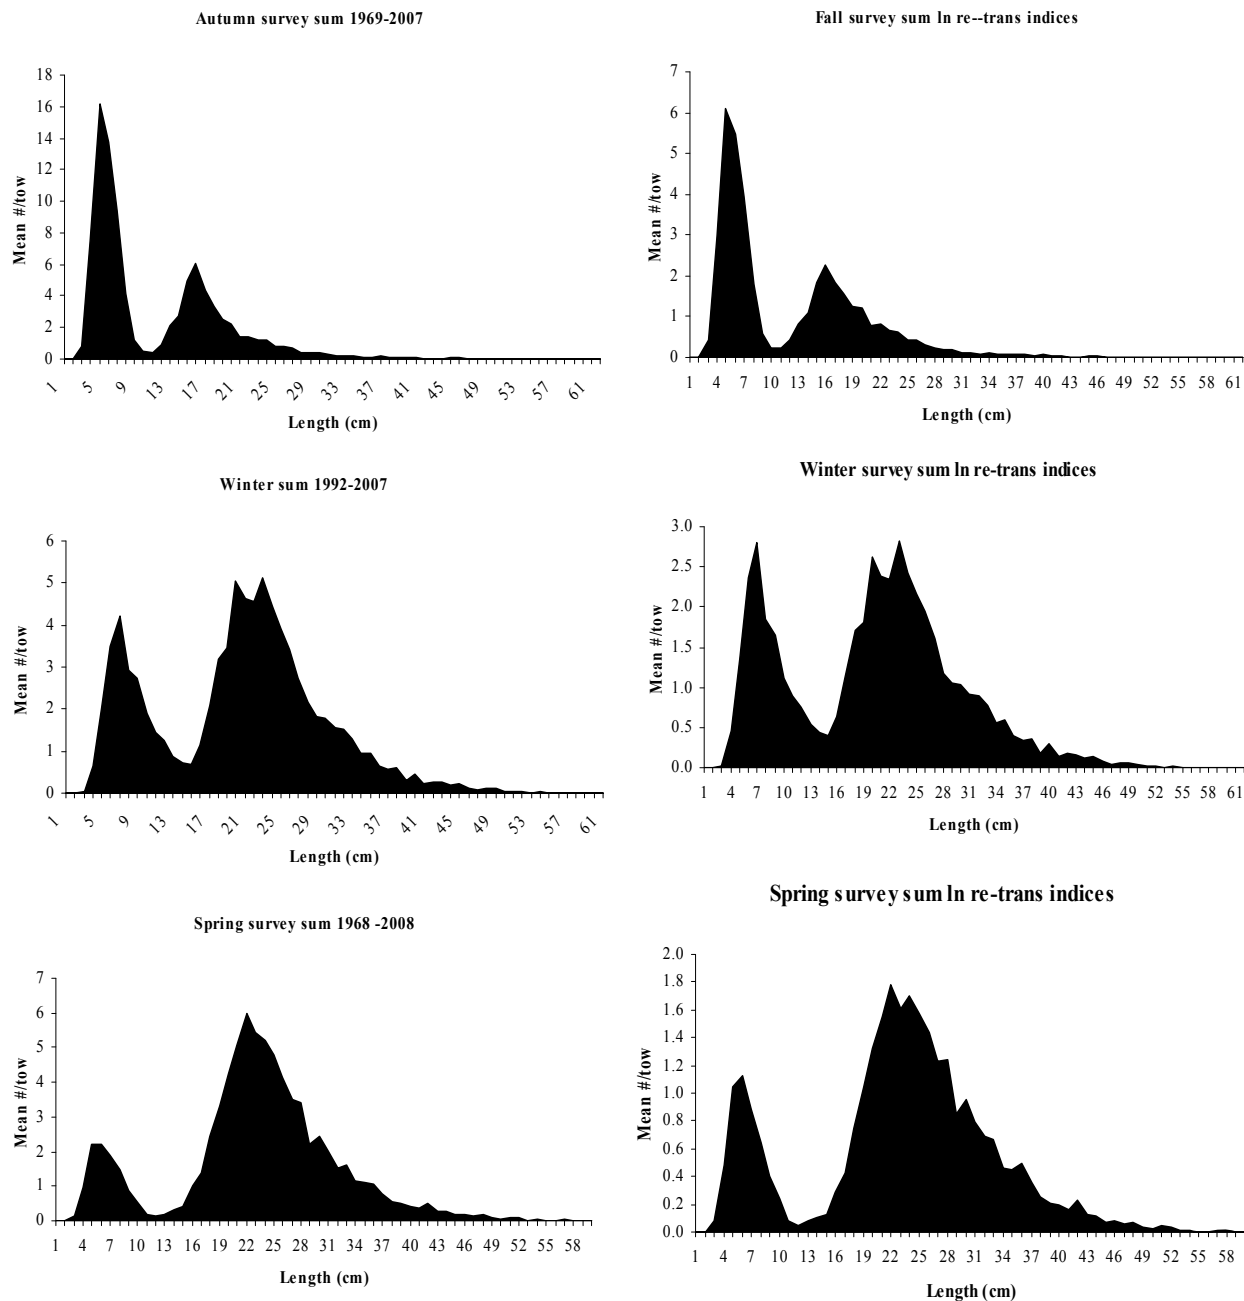 Autumn survey sum 1969-2007
18
16
14
12
10
8
6
4
2
0
Mean #/tow
1 5 9 13 17 21 25 29 33 37 41 45 49 53 57 61
Length (cm)
Fall survey sum ln re--trans indices
7
6
5
4
3
2
1
0
Mean #/tow
1 4 7 10 13 16 19 22 25 28 31 34 37 40 43 46 49 52 55 58 61
Length (cm)
Winter sum 1992-2007
6
5
4
3
2
1
0
Mean #/tow
1 5 9 13 17 21 25 29 33 37 41 45 49 53 57 61
Length (cm)
Winter survey sum ln re-trans indices
3.0
2.5
2.0
1.5
1.0
0.5
0.0
Mean #/tow
1 4 7 10 13 16 19 22 25 28 31 34 37 40 43 46 49 52 55 58 61
Length (cm)
Spring survey sum 1968 -2008
7
6
5
4
3
2
1
0
Mean #/tow
1 4 7 10 13 16 19 22 25 28 31 34 37 40 43 46 49 52 55 58
Length (cm)
Spring survey sum ln re-trans indices
2.0
1.8
1.6
1.4
1.2
1.0
0.8
0.6
0.4
0.2
0.0
Mean #/tow
1 4 7 10 13 16 19 22 25 28 31 34 37 40 43 46 49 52 55 58
Length (cm)